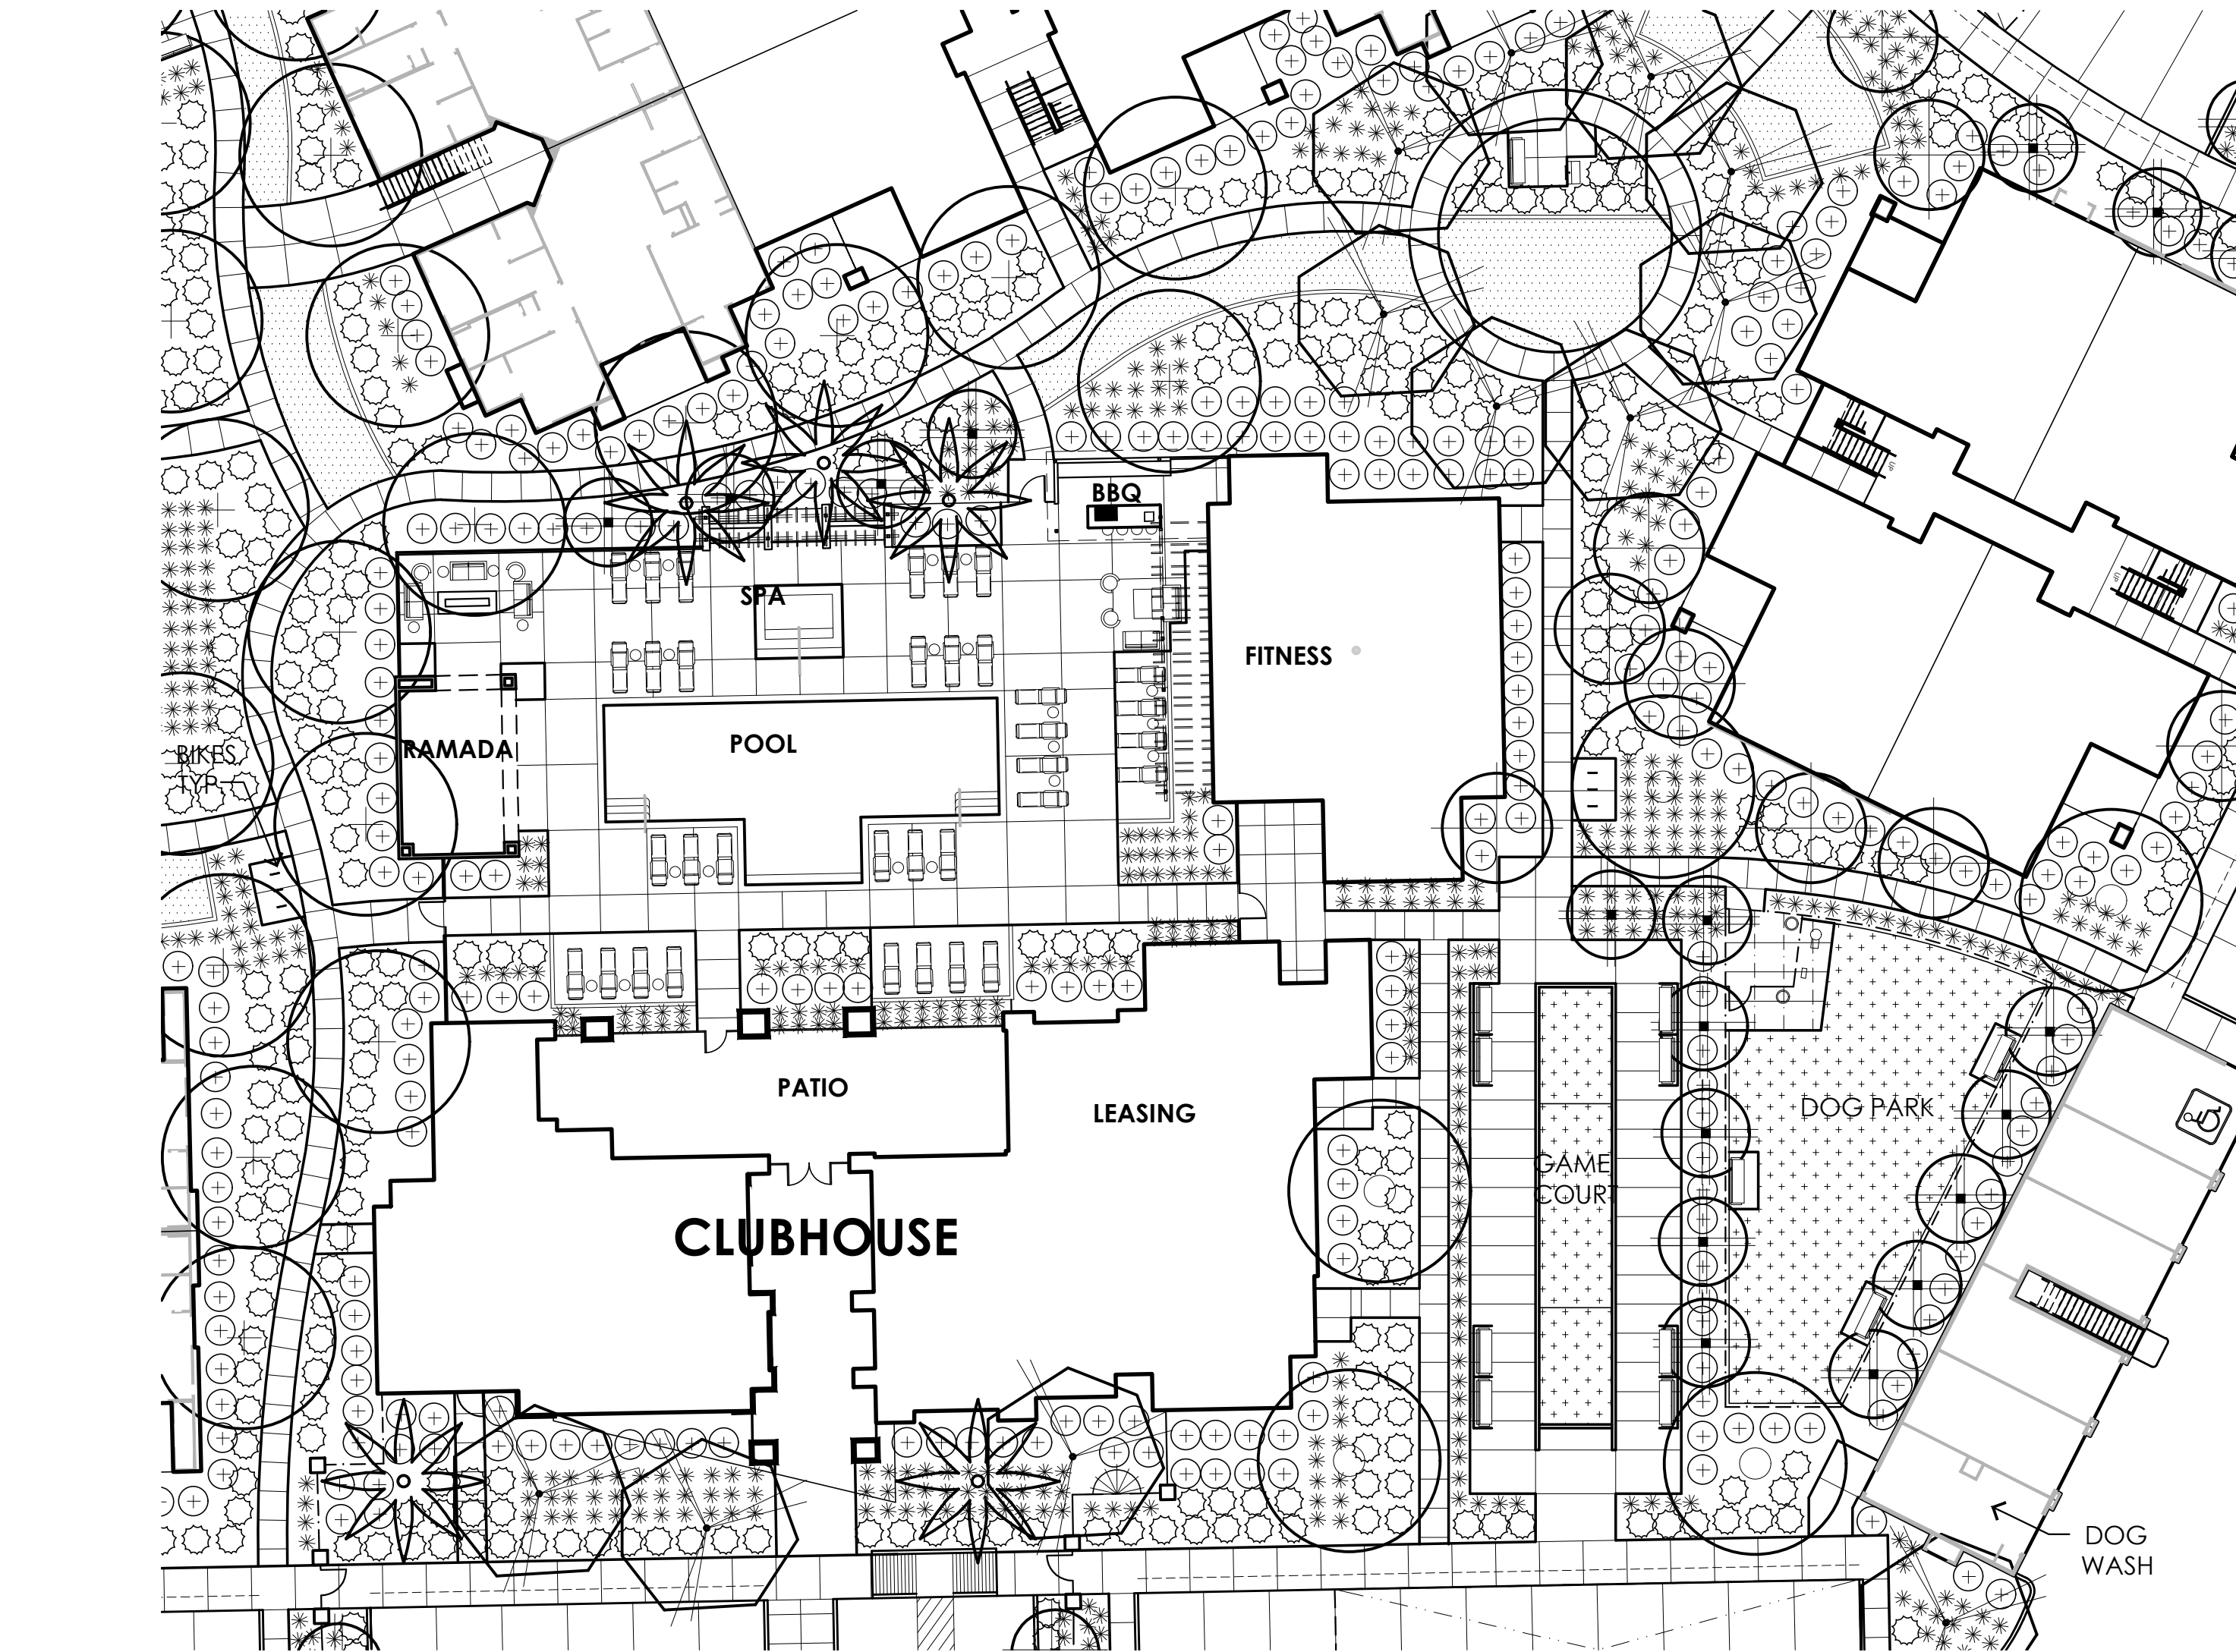 BBQ
SPA
FITNESS
POOL
RAMADA
BIKES,
TYP.
PATIO
LEASING
DOG PARK
GAME
COURT
CLUBHOUSE
DOG
WASH